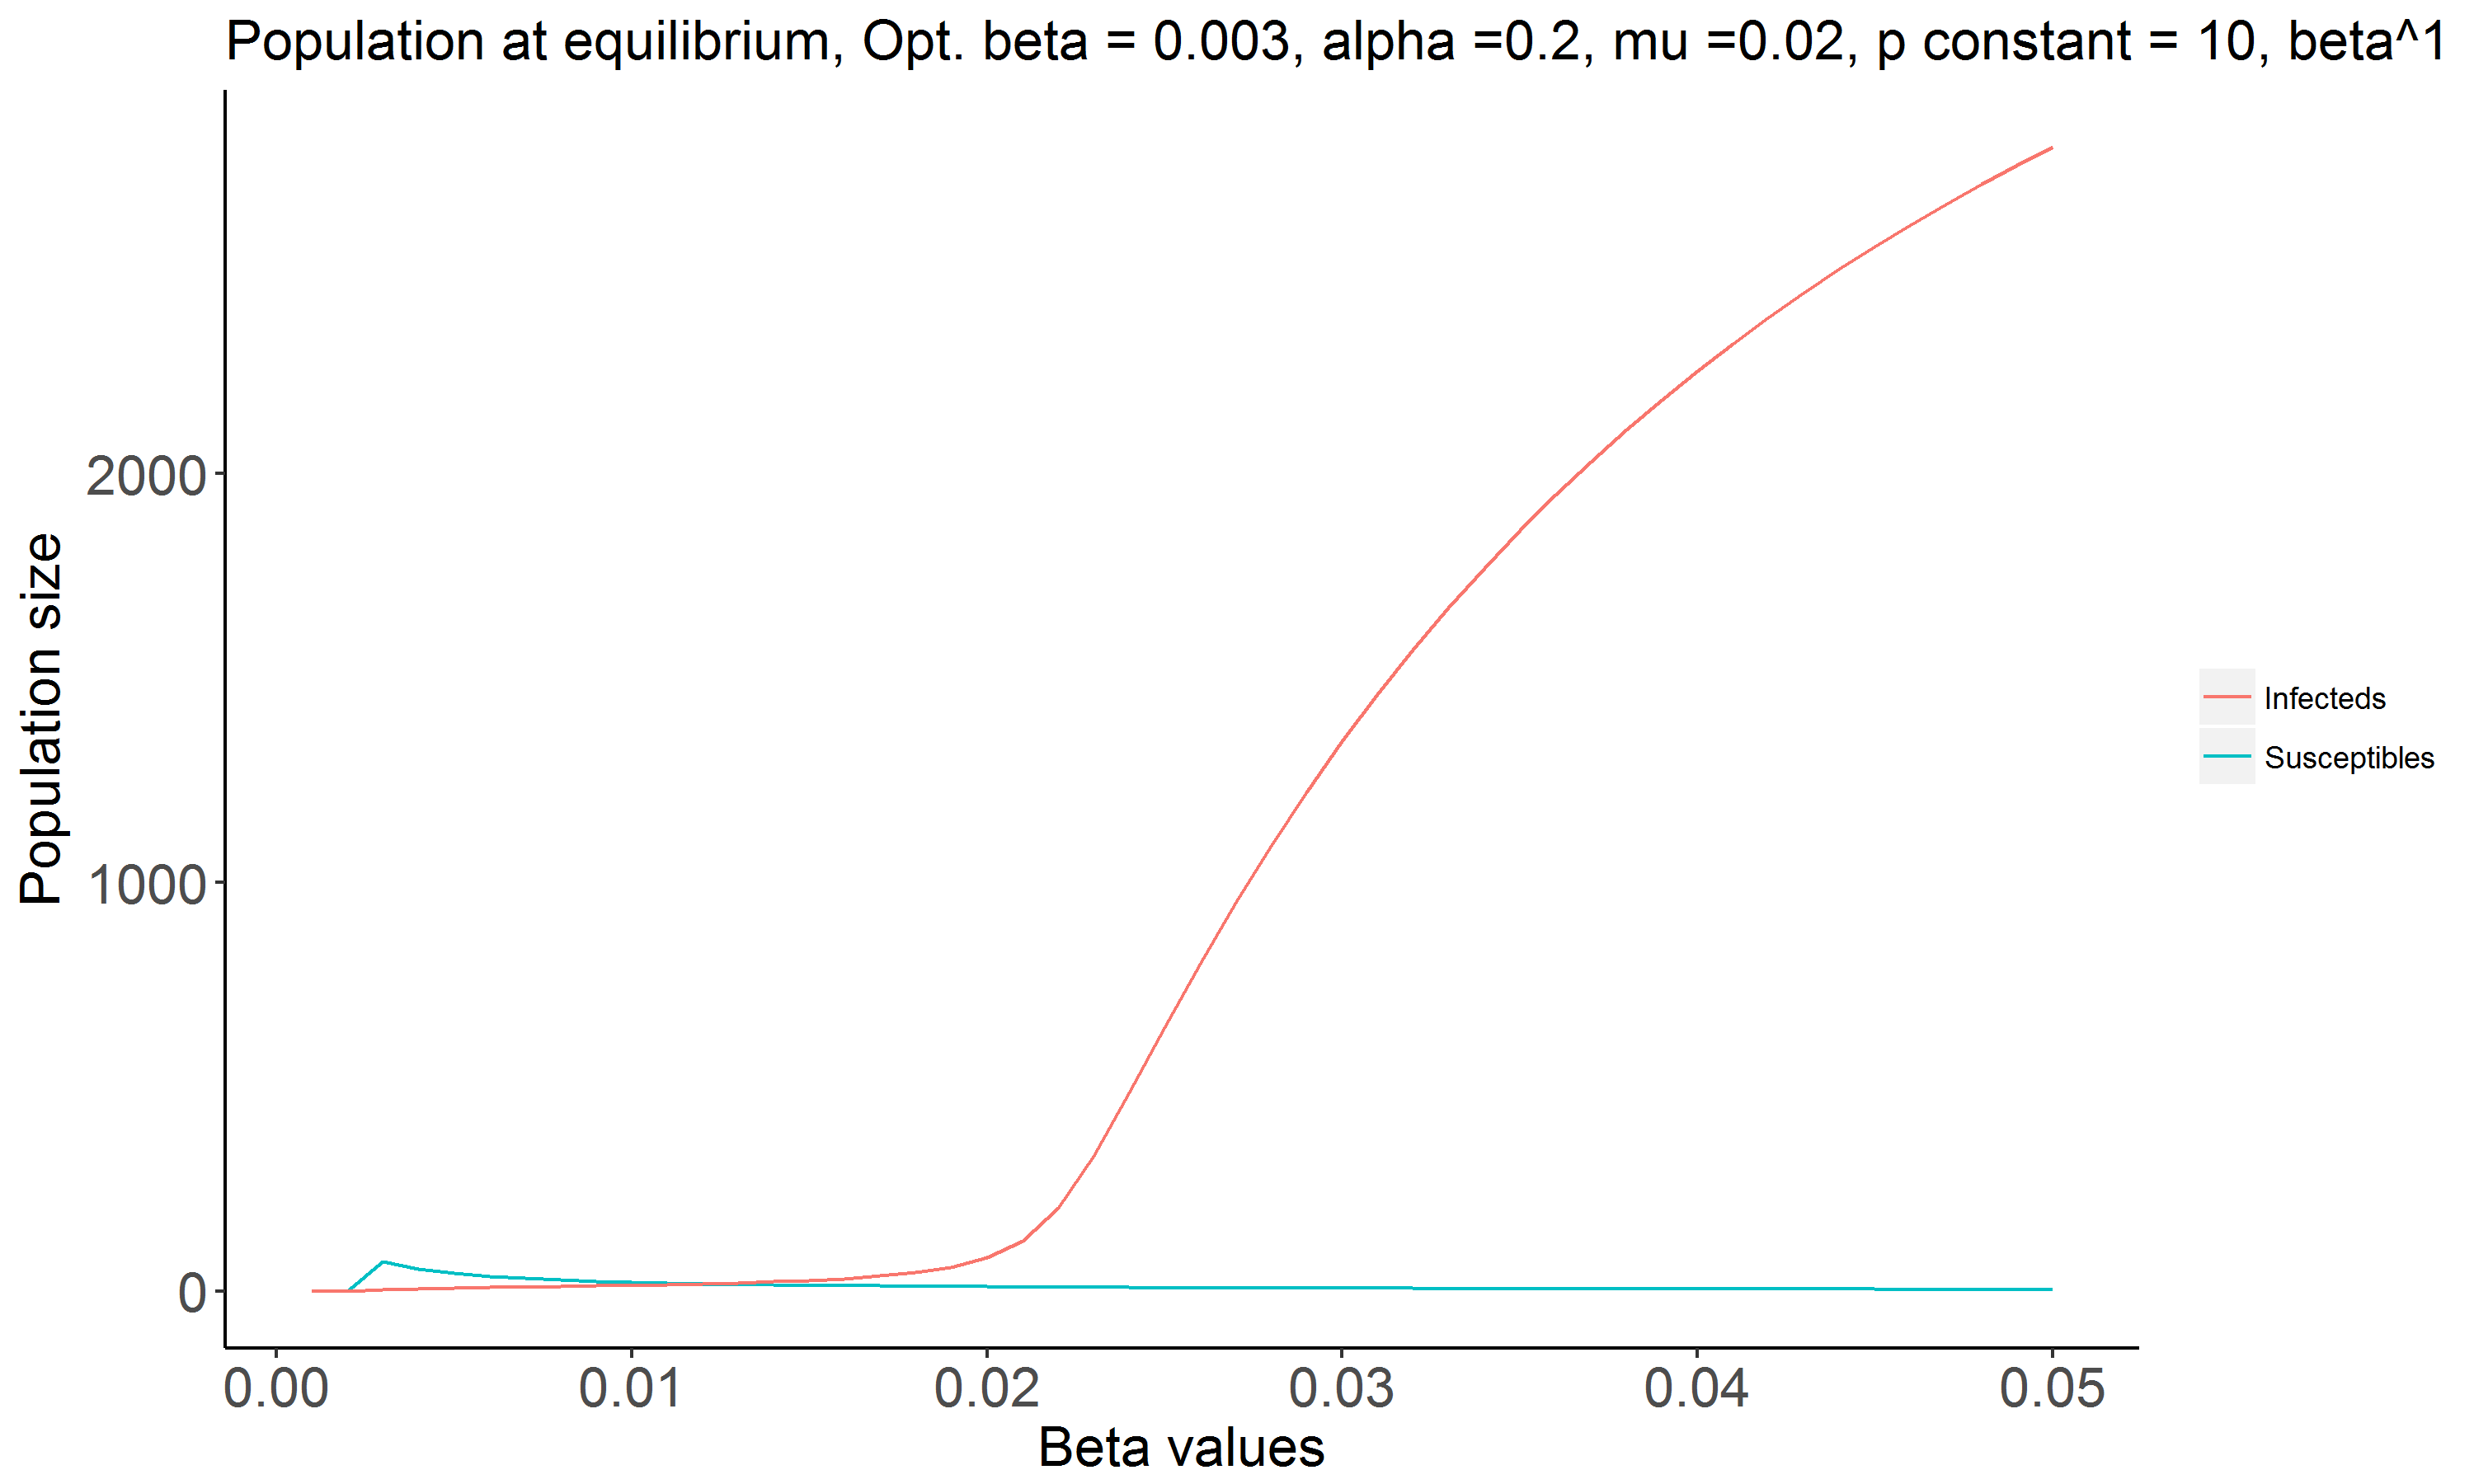 Population at equilibrium, Opt. beta = 0.003, alpha =0.2, mu =0.02, p constant = 10, beta^1
Population size
2000
1000
0
0.00 0.01 0.02 0.03 0.04 0.05
Beta values
Infecteds
Susceptibles